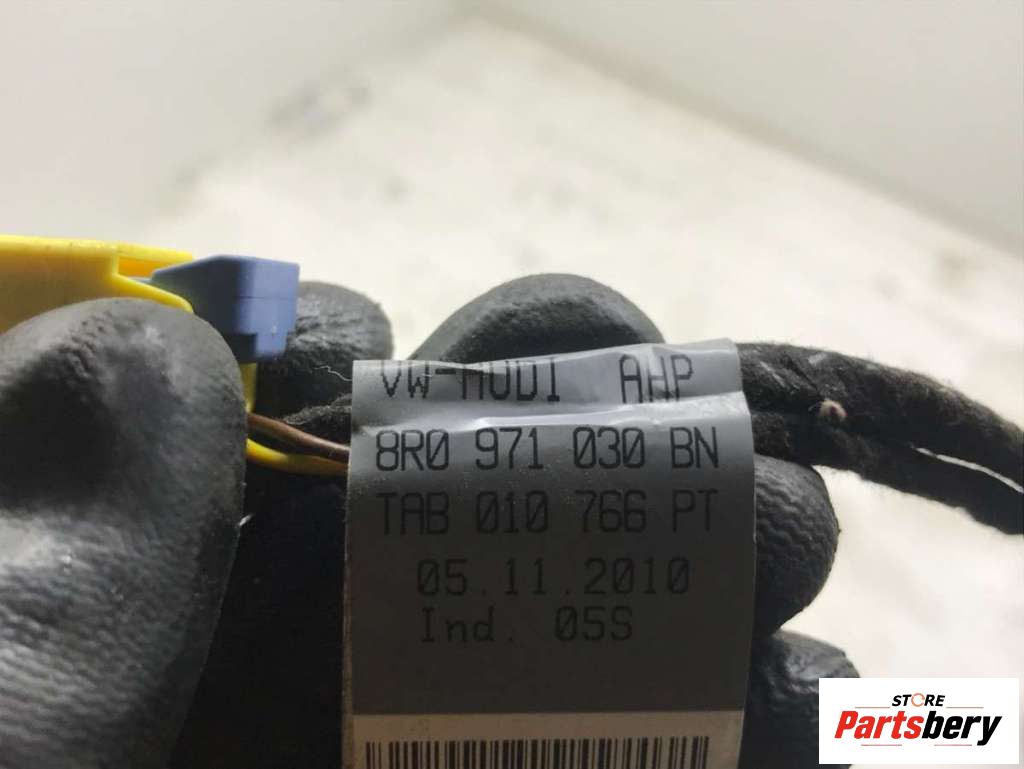 VW-AUDI AHP
8R0 971 030 BN
TAB 010 766 PT
05.11.2010
Ind. 05S
STORE
Partsbery